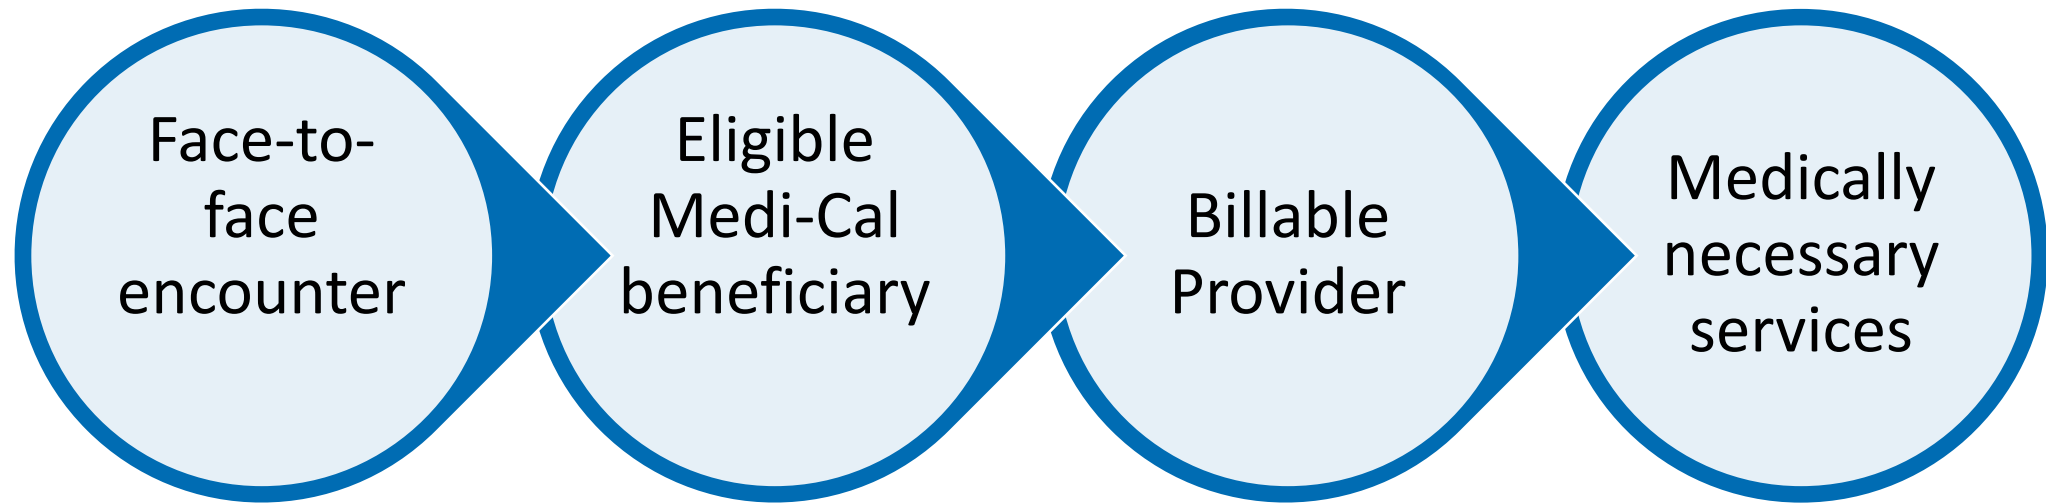 Face-to-
face
encounter
Eligible
Medi-Cal
beneficiary
Billable
Provider
Medically
necessary
services